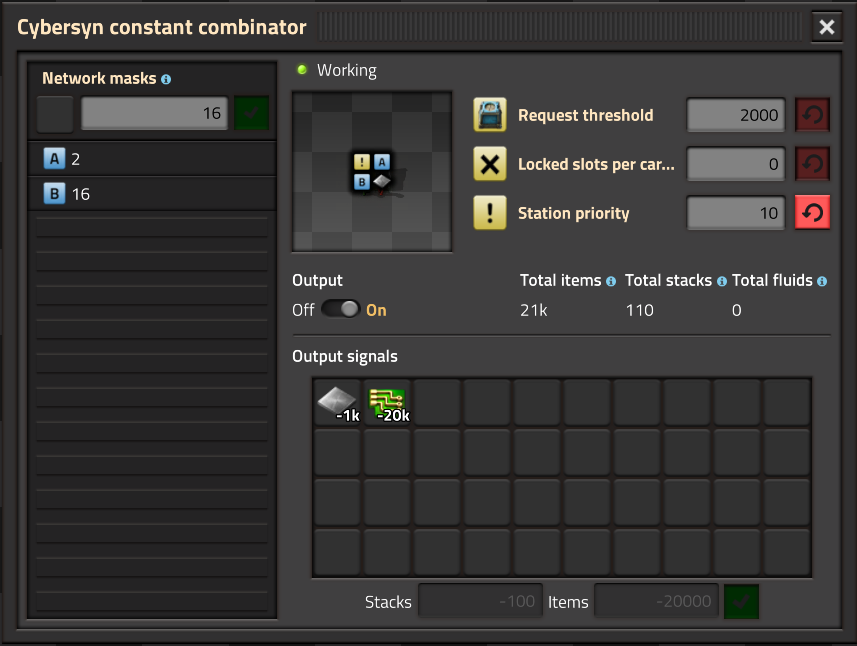 Cybersyn constant combinator
Network masks
16
A 2
B 16
Working
! A
B
Request threshold 2000
Locked slots per car... 0
! Station priority 10
Output
Off On
Total items Total stacks Total fluids
21k 110 0
Output signals
-1k -20k
Stacks -100 Items -20000